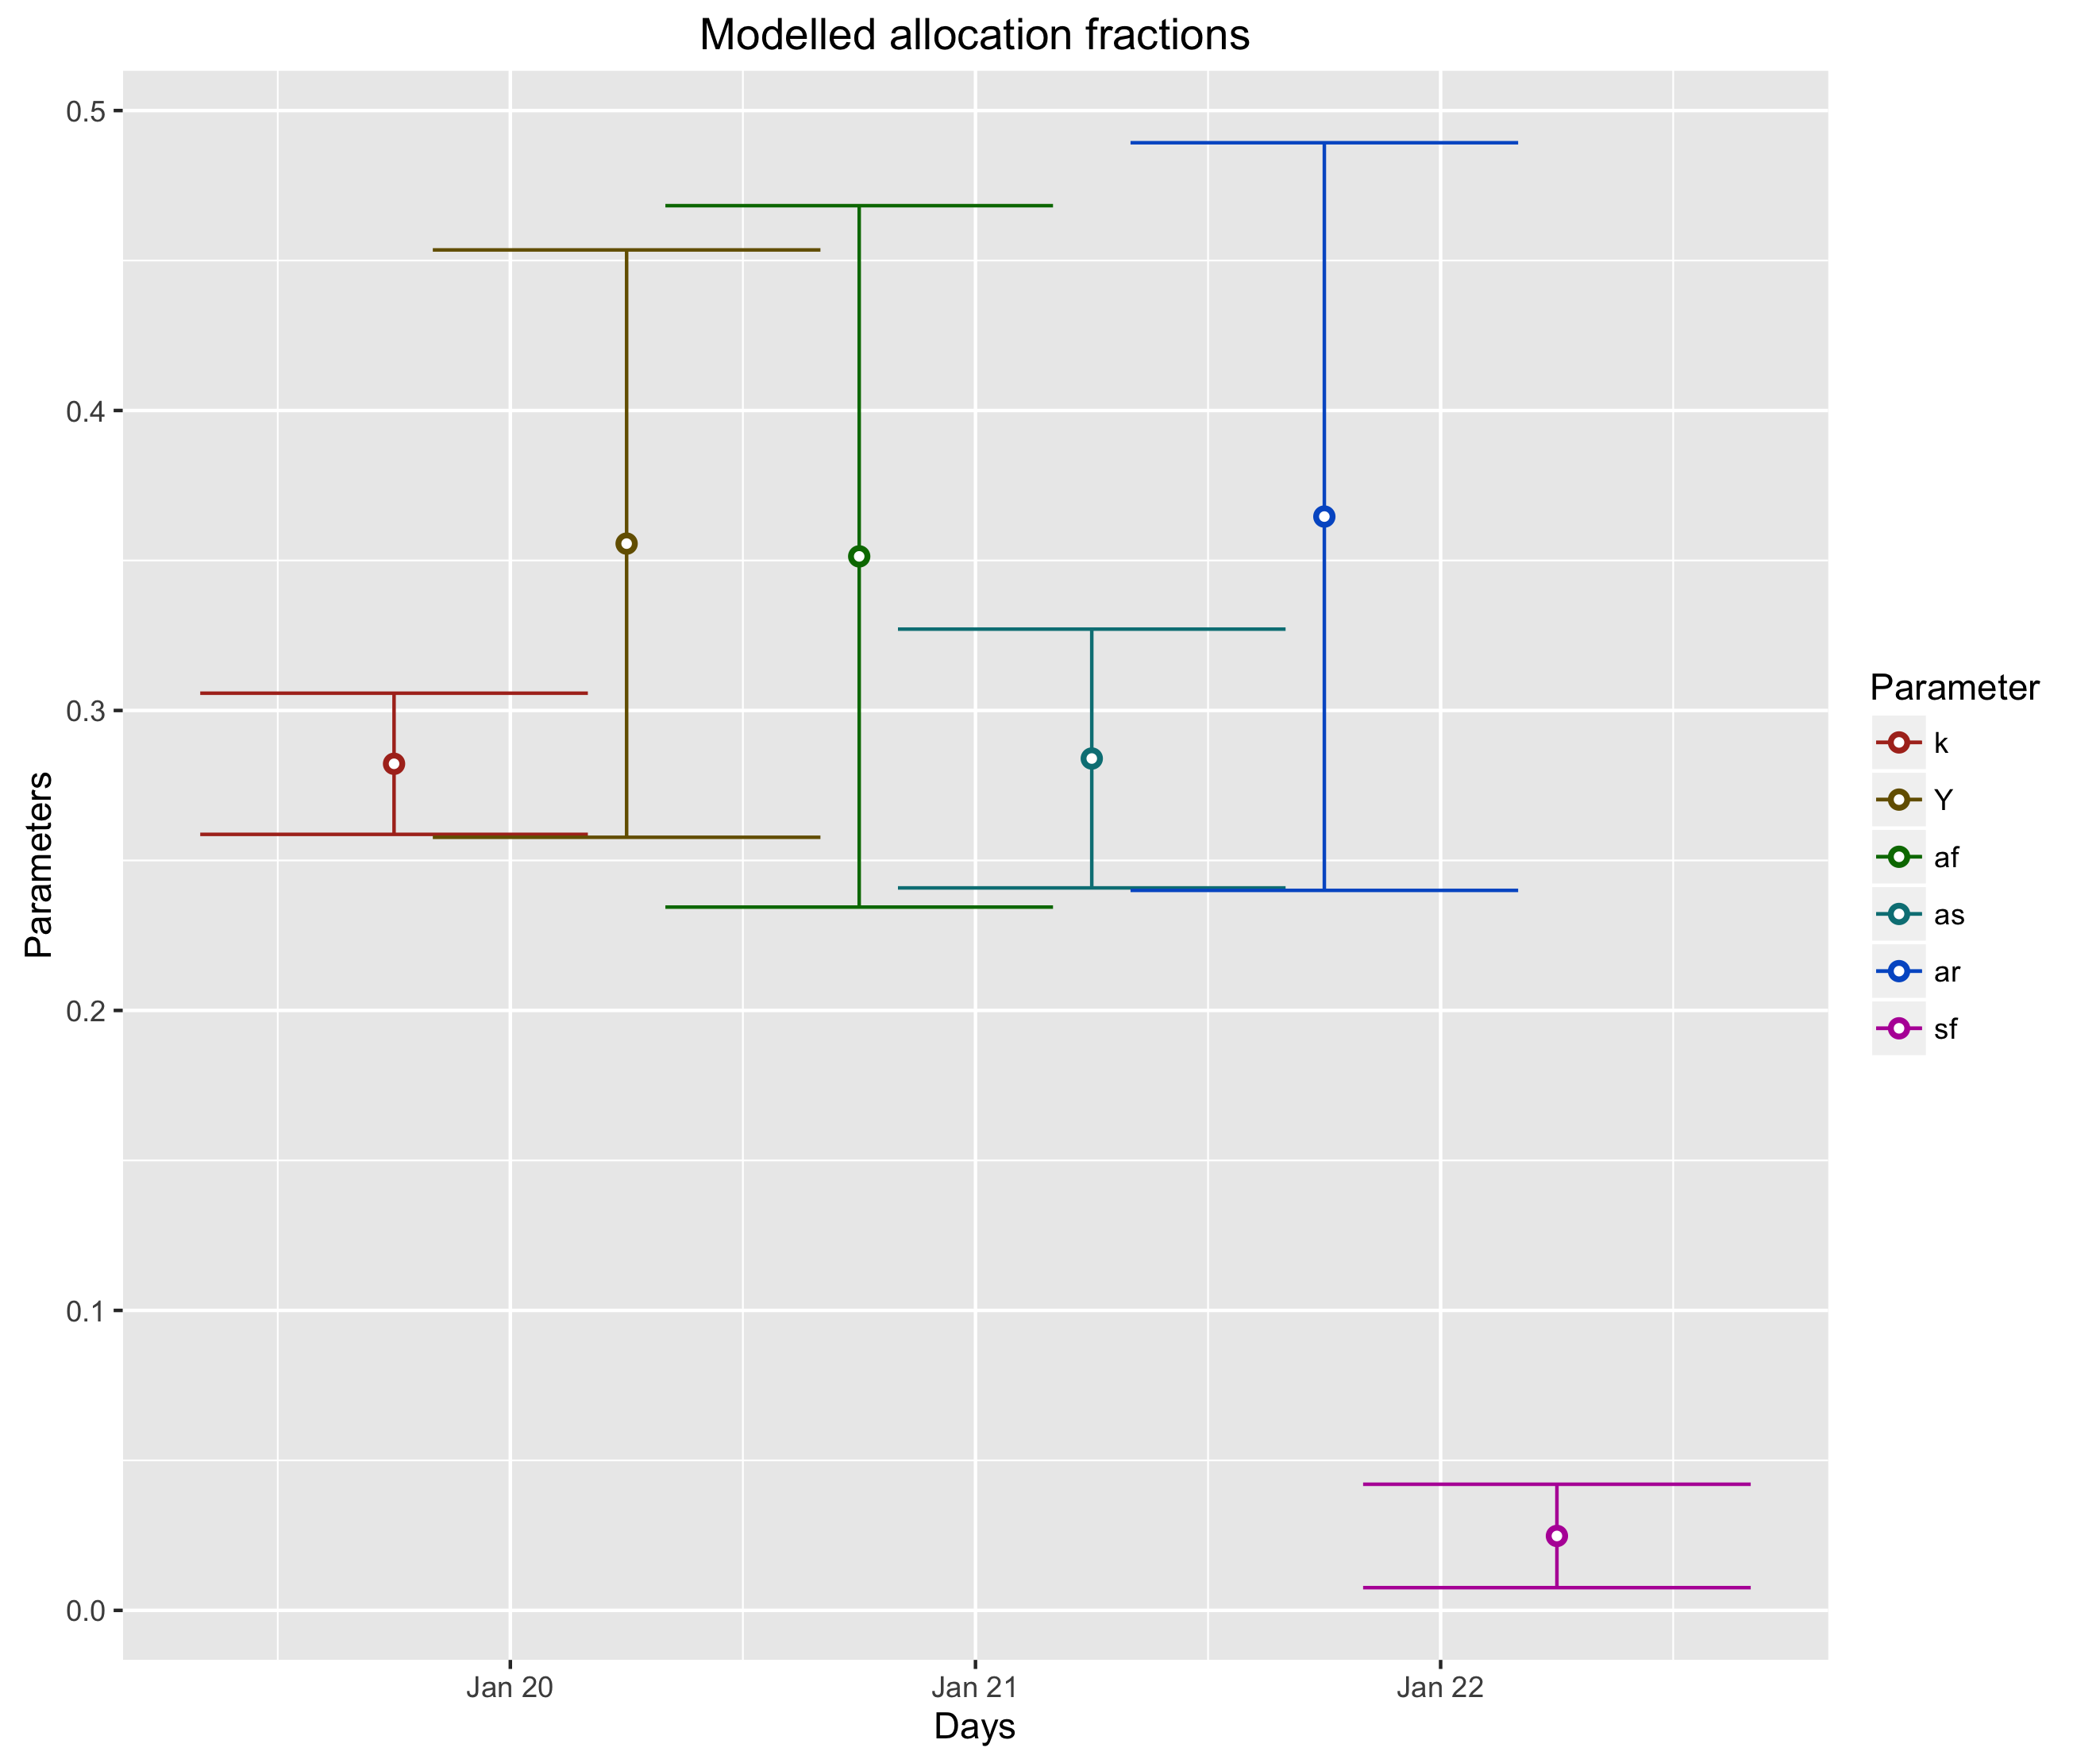 Modelled allocation fractions
0.5
0.4
0.3
0.2
0.1
0.0
Parameters
Jan 20 Jan 21 Jan 22
Days
Parameter
k
Y
af
as
ar
sf